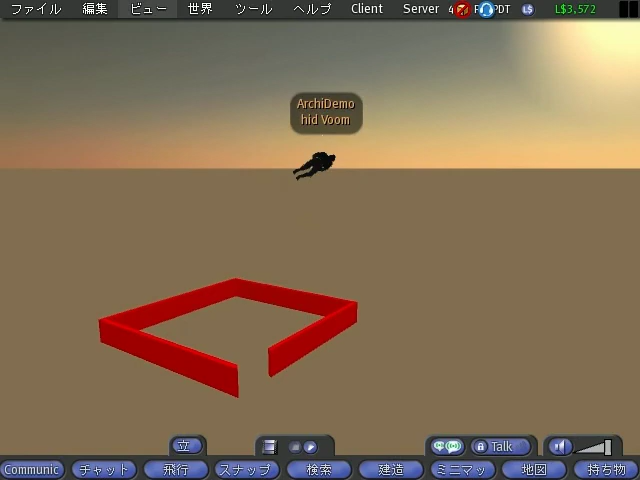 ファイル 編集 ビュー 世界 ツール ヘルプ Client Server PDT L$ L$3,572
ArchiDemo
hid Voom
立
Talk
Communic チャット 飛行 スナップ 検索 建造 ミニマッ 地図 持ち物